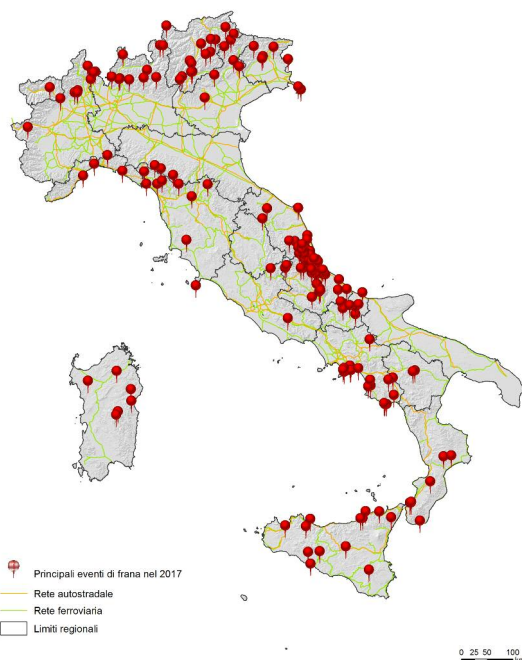 Principali eventi di frana nel 2017
Rete autostradale
Rete ferroviaria
Limiti regionali
0 25 50 100